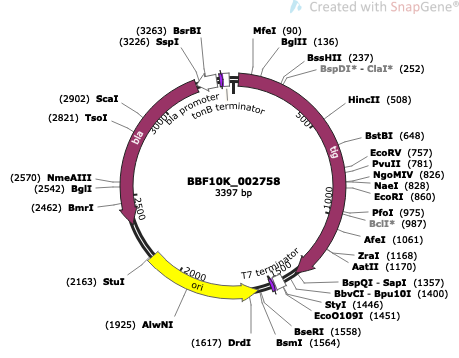 Created with SnapGene®
(3263) BsrBI
(3226) SspI
MfeI (90)
BglII (136)
BssHII (237)
BspDI* - ClaI* (252)
HincII (508)
BstBI (648)
EcoRV (757)
PvuII (781)
NgoMIV (826)
NaeI (828)
EcoRI (860)
PfoI (975)
BclI* (987)
AfeI (1061)
ZraI (1168)
AatII (1170)
BspQI - SapI (1357)
BbvCI - Bpu10I (1400)
StyI (1446)
EcoO109I (1451)
BseRI (1558)
BsmI (1564)
(1617) DrdI
(1925) AlwNI
(2163) StuI
(2462) BmrI
(2542) BglI
(2570) NmeAIII
(2821) TsoI
(2902) ScaI
bla promoter
tonB terminator
tig
bla
ori
T7 terminator
500
1000
1500
2000
2500
3000
BBF10K_002758
3397 bp